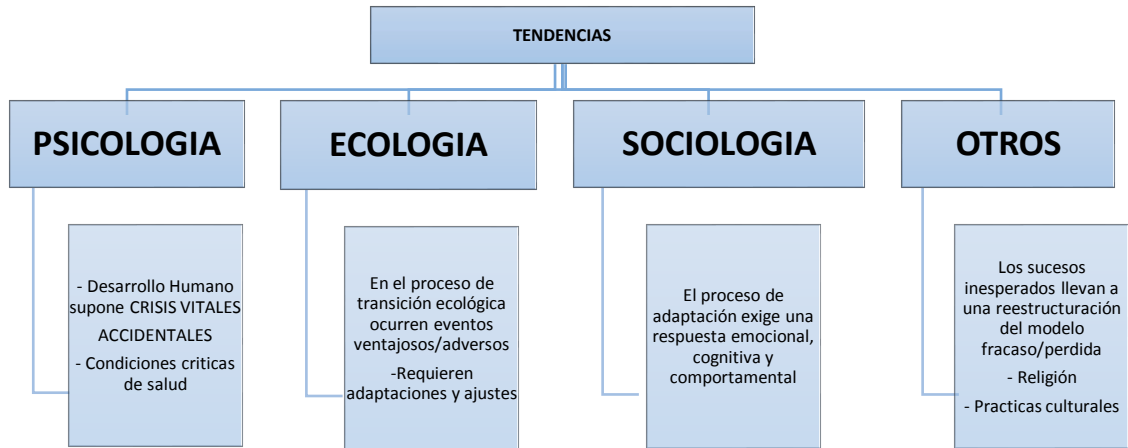 TENDENCIAS
PSICOLOGIA
- Desarrollo Humano
supone CRISIS VITALES
ACCIDENTALES
- Condiciones criticas
de salud
ECOLOGIA
En el proceso de
transición ecológica
ocurren eventos
ventajosos/adversos
-Requieren
adaptaciones y ajustes
SOCIOLOGIA
El proceso de
adaptación exige una
respuesta emocional,
cognitiva y
comportamental
OTROS
Los sucesos
inesperados llevan a
una reestructuración
del modelo
fracaso/perdida
- Religión
- Practicas culturales